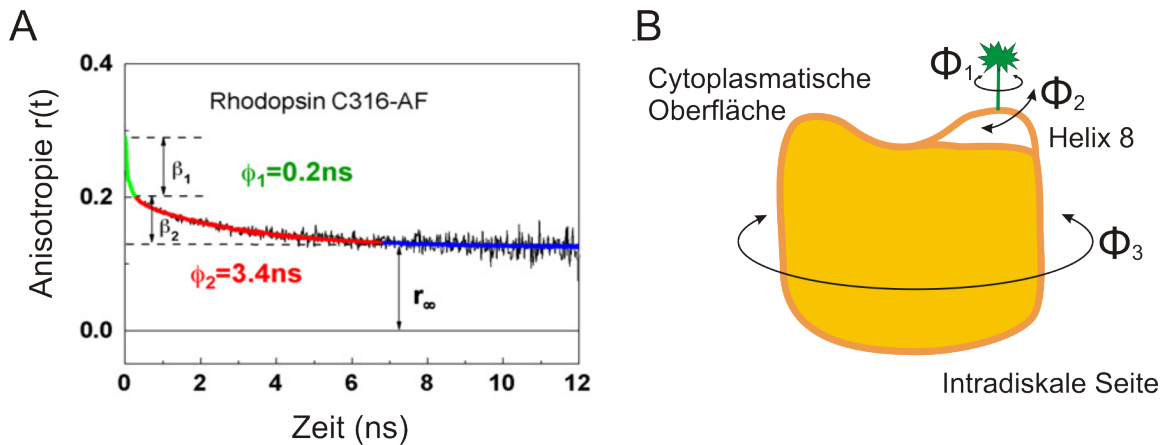 A
Anisotropie r(t)
0.4
0.2
0.0
Rhodopsin C316-AF
β1
ϕ1=0.2ns
β2
ϕ2=3.4ns
r∞
0 2 4 6 8 10 12
Zeit (ns)
B
Cytoplasmatische
Oberfläche
Φ1
Φ2
Helix 8
Φ3
Intradiskale Seite